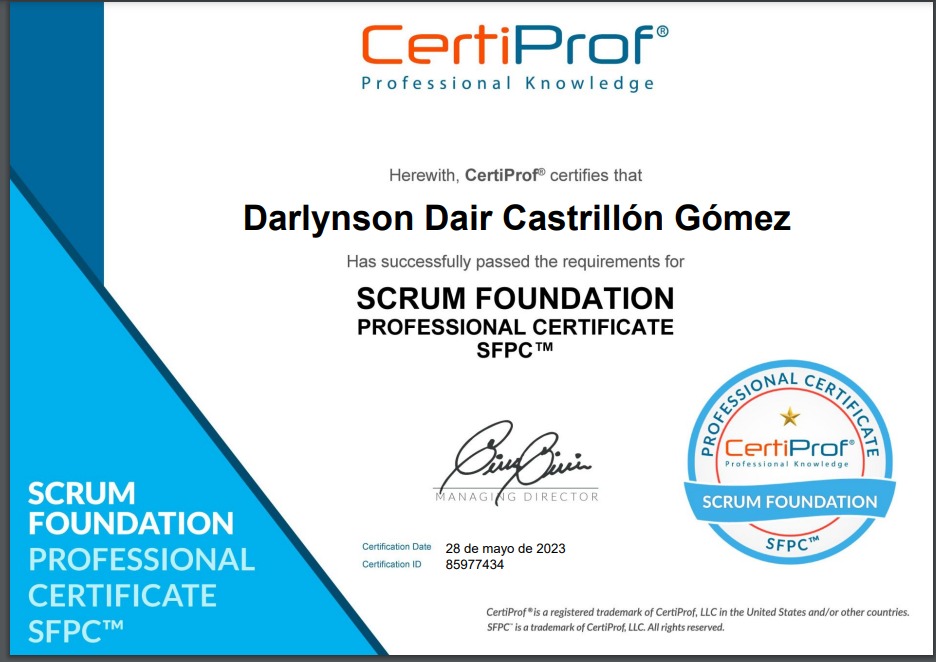 CertiProf®
Professional Knowledge
Herewith, CertiProf® certifies that
Darlynson Dair Castrillón Gómez
Has successfully passed the requirements for
SCRUM FOUNDATION
PROFESSIONAL CERTIFICATE
SFPC™
MANAGING DIRECTOR
Certification Date 28 de mayo de 2023
Certification ID 85977434
SCRUM
FOUNDATION
PROFESSIONAL
CERTIFICATE
SFPC™
PROFESSIONAL CERTIFICATE
CertiProf®
Professional Knowledge
SCRUM FOUNDATION
SFPC™
CertiProf® is a registered trademark of CertiProf, LLC in the United States and/or other countries.
SFPC™ is a trademark of CertiProf, LLC. All rights reserved.